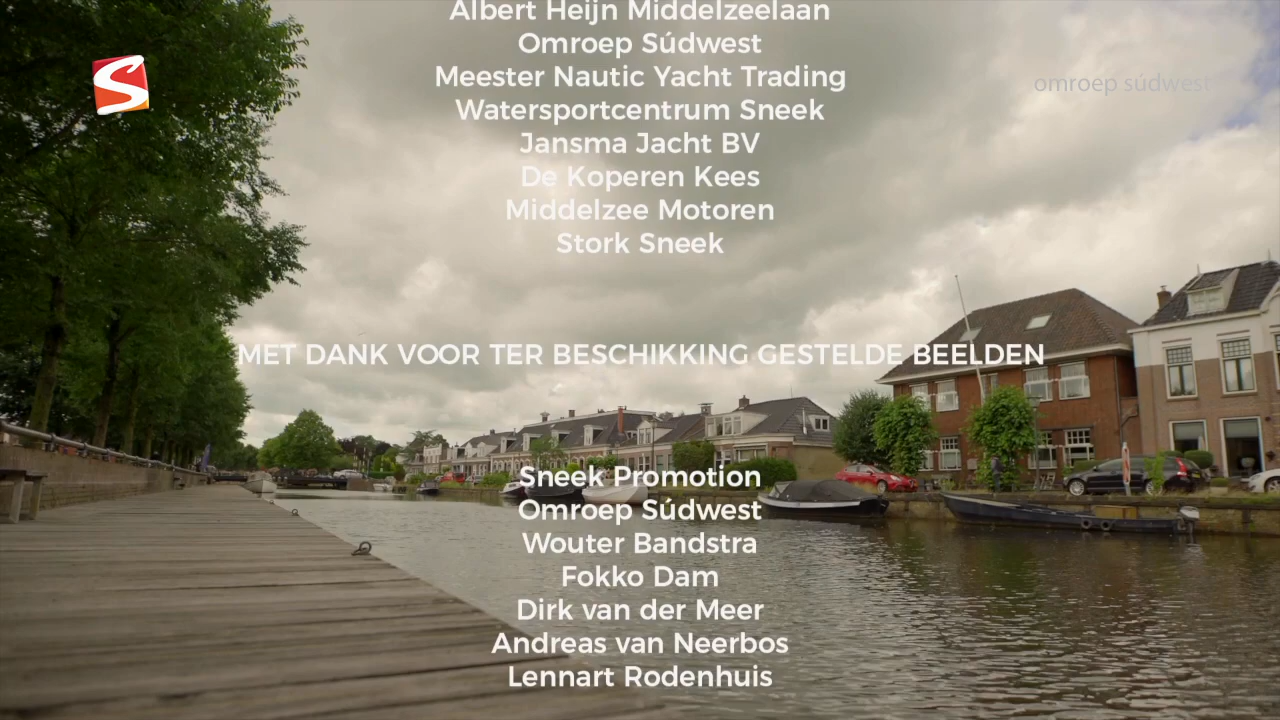 Albert Heijn Middelzeelaan
Omroep Súdwest
Meester Nautic Yacht Trading
omroep súdwest
Watersportcentrum Sneek
Jansma Jacht BV
De Koperen Kees
Middelzee Motoren
Stork Sneek
MET DANK VOOR TER BESCHIKKING GESTELDE BEELDEN
Sneek Promotion
Omroep Súdwest
Wouter Bandstra
Fokko Dam
Dirk van der Meer
Andreas van Neerbos
Lennart Rodenhuis